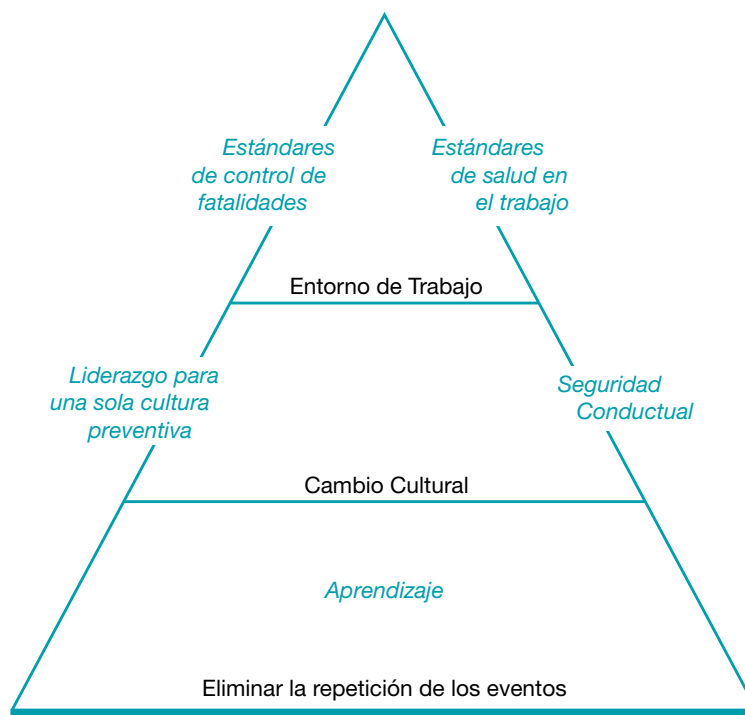 Estándares
de control de
fatalidades
Estándares
de salud en
el trabajo
Entorno de Trabajo
Liderazgo para
una sola cultura
preventiva
Seguridad
Conductual
Cambio Cultural
Aprendizaje
Eliminar la repetición de los eventos